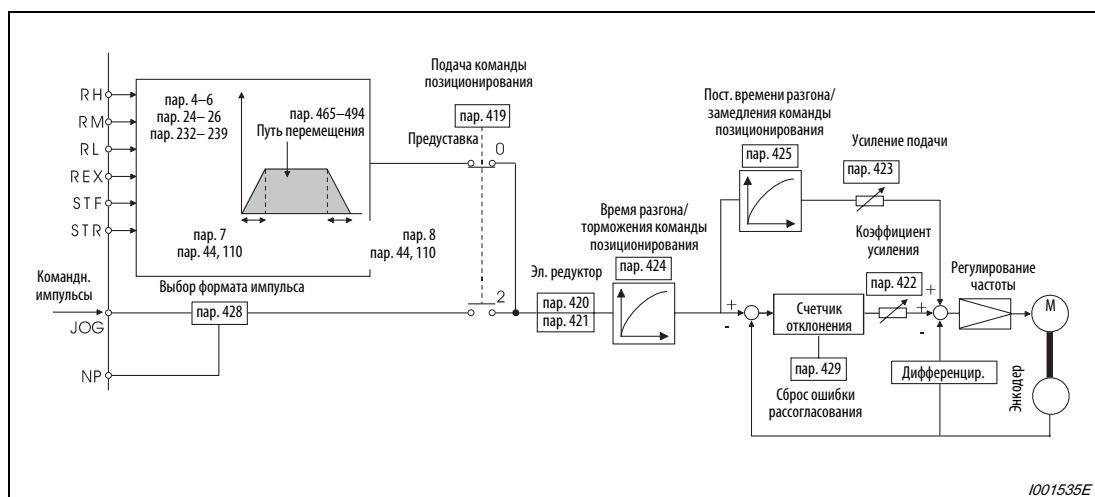 RH
RM
RL
REX
STF
STR
Командн.
импульсы
JOG
NP
пар. 4–6
пар. 24– 26
пар. 232– 239
пар. 465–494
Путь перемещения
пар. 7
пар. 44, 110
пар. 8
пар. 44, 110
Выбор формата импульса
пар. 428
Подача команды
позиционирования
пар. 419
Предуставка
0
2
Эл. редуктор
пар. 420
пар. 421
Время разгона/
торможения команды
позиционирования
пар. 424
Пост. времени разгона/
замедления команды
позиционирования
пар. 425
Усиление подачи
пар. 423
Коэффициент
усиления
пар. 422
+
-
Счетчик
отклонения
пар. 429
Сброс ошибки
рассогласования
+
+
-
Регулирование
частоты
Дифференцир.
M
Энкодер
I001535E